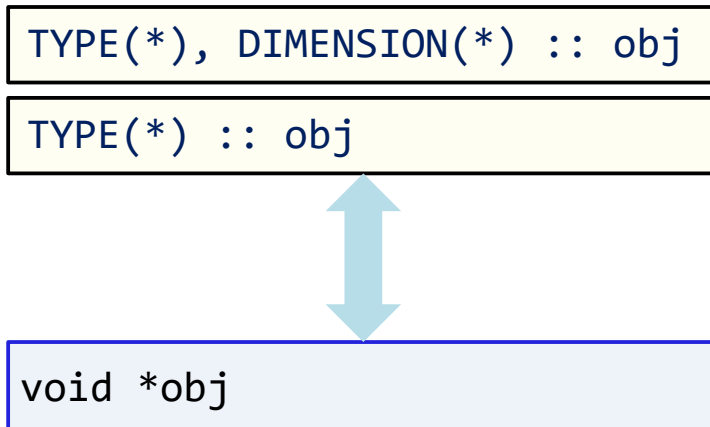 TYPE(*), DIMENSION(*) :: obj
TYPE(*) :: obj
void *obj